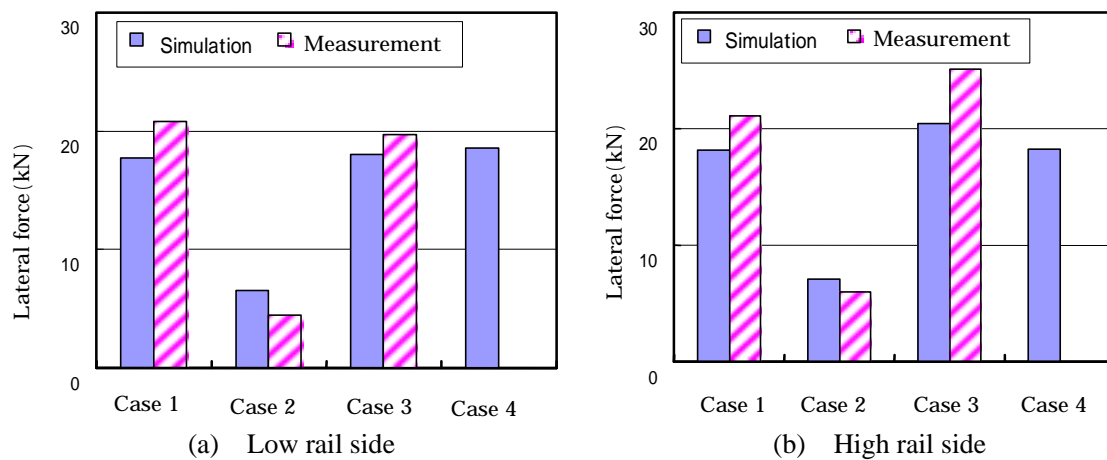 30
Simulation Measurement
20
10
0
Lateral force(kN)
Case 1 Case 2 Case 3 Case 4
(a) Low rail side
30
Simulation Measurement
20
10
0
Lateral force(kN)
Case 1 Case 2 Case 3 Case 4
(b) High rail side